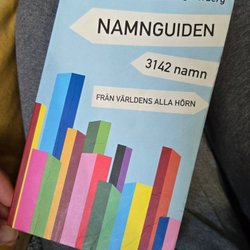 NAMNGUIDEN
3142 namn
FRÅN VÄRLDENS ALLA HÖRN